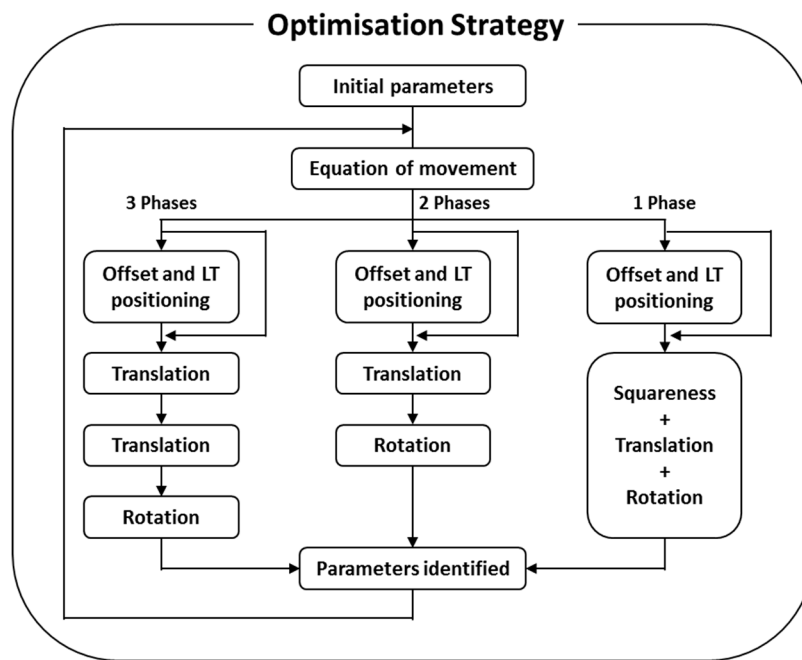 Optimisation Strategy
Initial parameters
Equation of movement
3 Phases
2 Phases
1 Phase
Offset and LT
positioning
Translation
Translation
Rotation
Offset and LT
positioning
Translation
Rotation
Offset and LT
positioning
Squareness
+
Translation
+
Rotation
Parameters identified